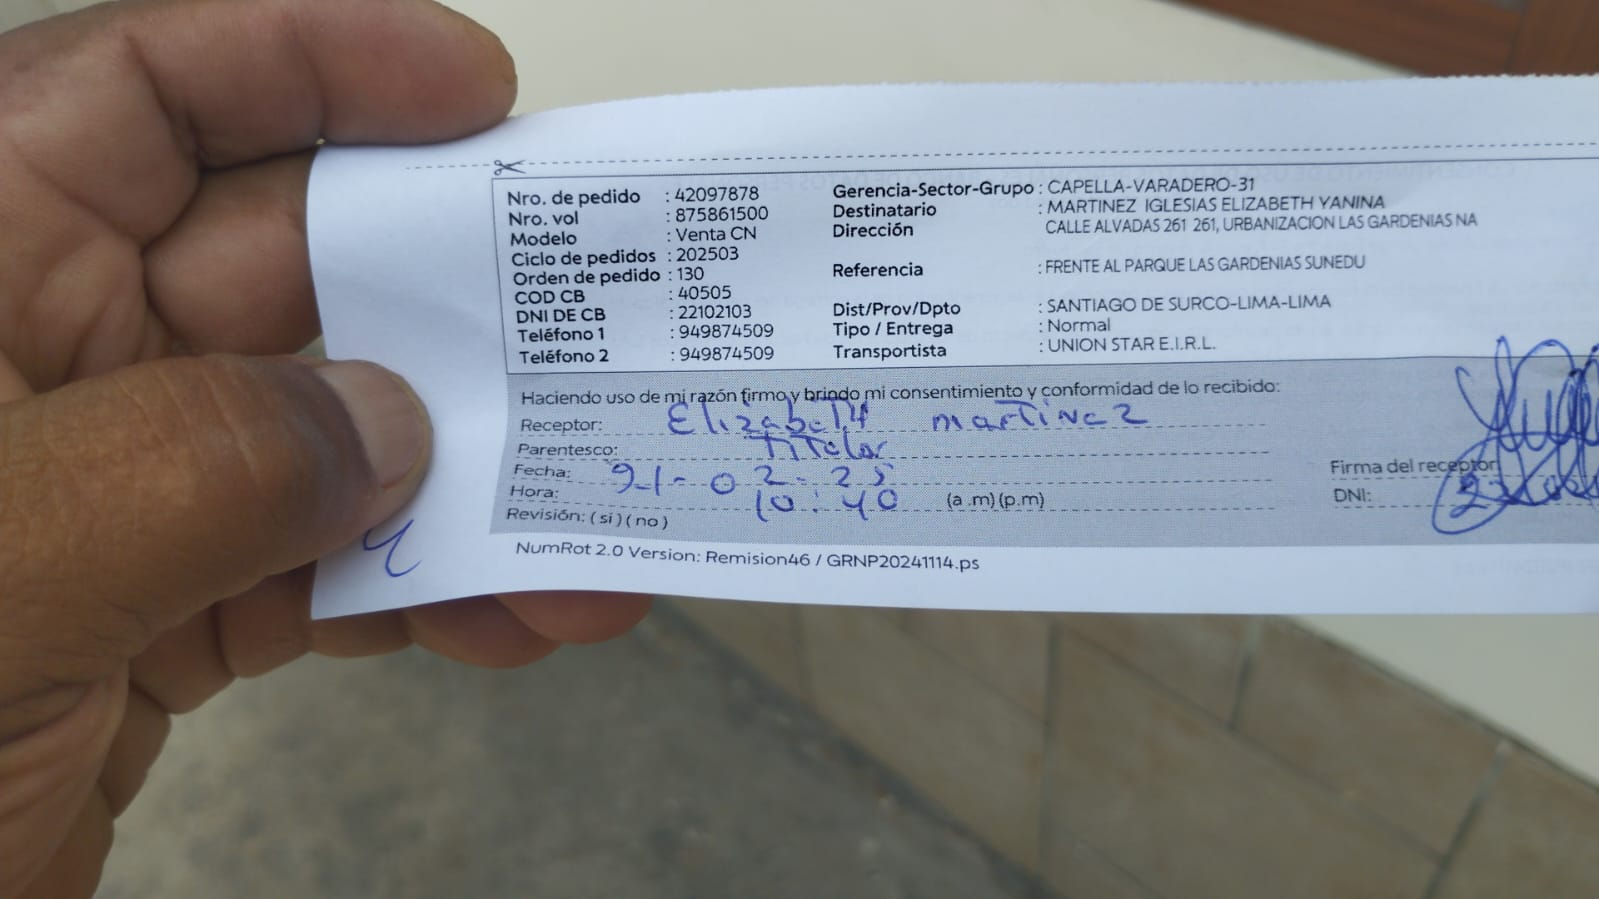 Nro. de pedido : 42097878
Nro. vol : 875861500
Modelo : Venta CN
Ciclo de pedidos : 202503
Orden de pedido : 130
COD CB : 40505
DNI DE CB : 22102103
Teléfono 1 : 949874509
Teléfono 2 : 949874509
Gerencia-Sector-Grupo : CAPELLA-VARADERO-31
Destinatario : MARTINEZ IGLESIAS ELIZABETH YANINA
Dirección CALLE ALVADAS 261 261, URBANIZACION LAS GARDENIAS NA
Referencia : FRENTE AL PARQUE LAS GARDENIAS SUNEDU
Dist/Prov/Dpto : SANTIAGO DE SURCO-LIMA-LIMA
Tipo / Entrega : Normal
Transportista : UNION STAR E.I.R.L.
Haciendo uso de mi razón firmo y brindo mi consentimiento y conformidad de lo recibido:
Receptor: Elizabeth martinez
Parentesco: Titular
Fecha: 21-02-25
Hora: 10:40 (a.m)(p.m)
Revisión: (si)(no)
Firma del receptor
DNI:
NumRot 2.0 Version: Remision46 / GRNP20241114.ps